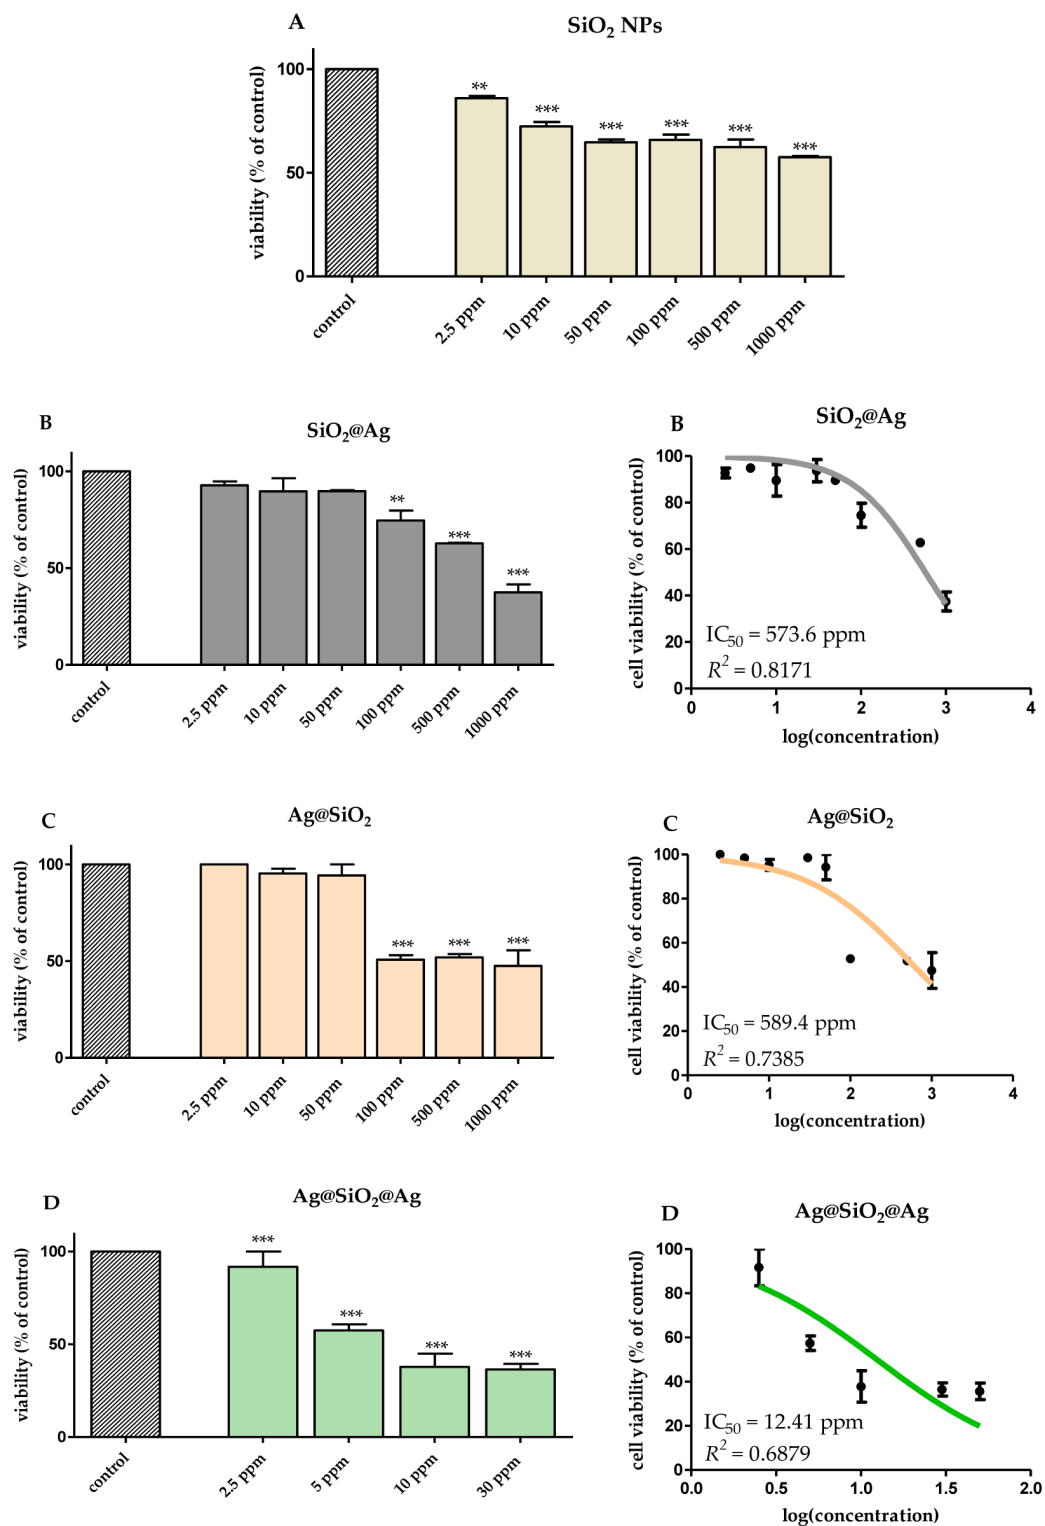 A
SiO₂ NPs
viability (% of control)
100
50
0
**
***
***
***
***
***
control
2.5 ppm
10 ppm
50 ppm
100 ppm
500 ppm
1000 ppm
B
SiO₂@Ag
viability (% of control)
100
50
0
**
***
***
control
2.5 ppm
10 ppm
50 ppm
100 ppm
500 ppm
1000 ppm
B
SiO₂@Ag
cell viability (% of control)
100
80
60
40
20
0
IC₅₀ = 573.6 ppm
R² = 0.8171
0 1 2 3 4
log(concentration)
C
Ag@SiO₂
viability (% of control)
100
50
0
***
***
***
control
2.5 ppm
10 ppm
50 ppm
100 ppm
500 ppm
1000 ppm
C
Ag@SiO₂
cell viability (% of control)
100
80
60
40
20
0
IC₅₀ = 589.4 ppm
R² = 0.7385
0 1 2 3 4
log(concentration)
D
Ag@SiO₂@Ag
viability (% of control)
100
50
0
***
***
***
***
control
2.5 ppm
5 ppm
10 ppm
30 ppm
D
Ag@SiO₂@Ag
cell viability (% of control)
100
80
60
40
20
0
IC₅₀ = 12.41 ppm
R² = 0.6879
0.0 0.5 1.0 1.5 2.0
log(concentration)